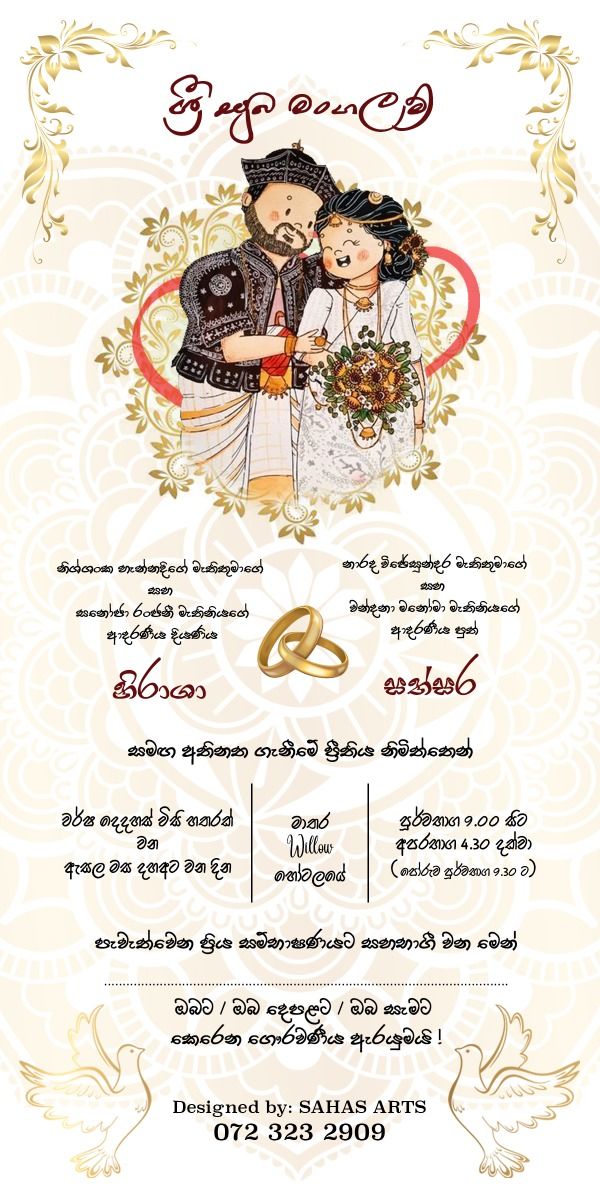 ශ්‍රී සුබ මංගලම්
නිශ්ශංක හැන්නදිගේ මැතිතුමාගේ
සහ
සනෝජා රංජනී මැතිනියගේ
ආදරණීය දියණිය
හිරාශා
නාරද විජේසුන්දර මැතිතුමාගේ
සහ
වන්දනා මනෝමා මැතිනියගේ
ආදරණීය පුත්
සත්සර
සමඟ අතිනත ගැනීමේ ප්‍රීතිය නිමිත්තෙන්
වර්ෂ දෙදහස් විසි හතරක්
වන
ඇසල මස දහඅට වන දින
මාතර
Willow
හෝටලයේ
පූර්වභාග 9.00 සිට
අපරභාග 4.30 දක්වා
(පෝරුව පූර්වභාග 9.30 ට)
පැවැත්වෙන ප්‍රිය සම්භාෂණයට සහභාගී වන මෙන්
ඔබට / ඔබ දෙපළට / ඔබ සැමට
කෙරෙන ගෞරවණීය ඇරයුමයි !
Designed by: SAHAS ARTS
072 323 2909